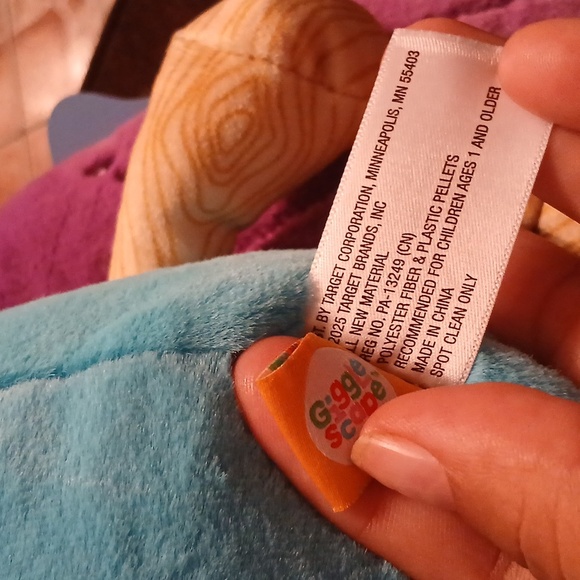 BY TARGET CORPORATION, MINNEAPOLIS, MN 55403
2025 TARGET BRANDS, INC
ALL NEW MATERIAL
REG NO. PA-13249 (CN)
POLYESTER FIBER & PLASTIC PELLETS
RECOMMENDED FOR CHILDREN AGES 1 AND OLDER
MADE IN CHINA
SPOT CLEAN ONLY
Giggle
scape